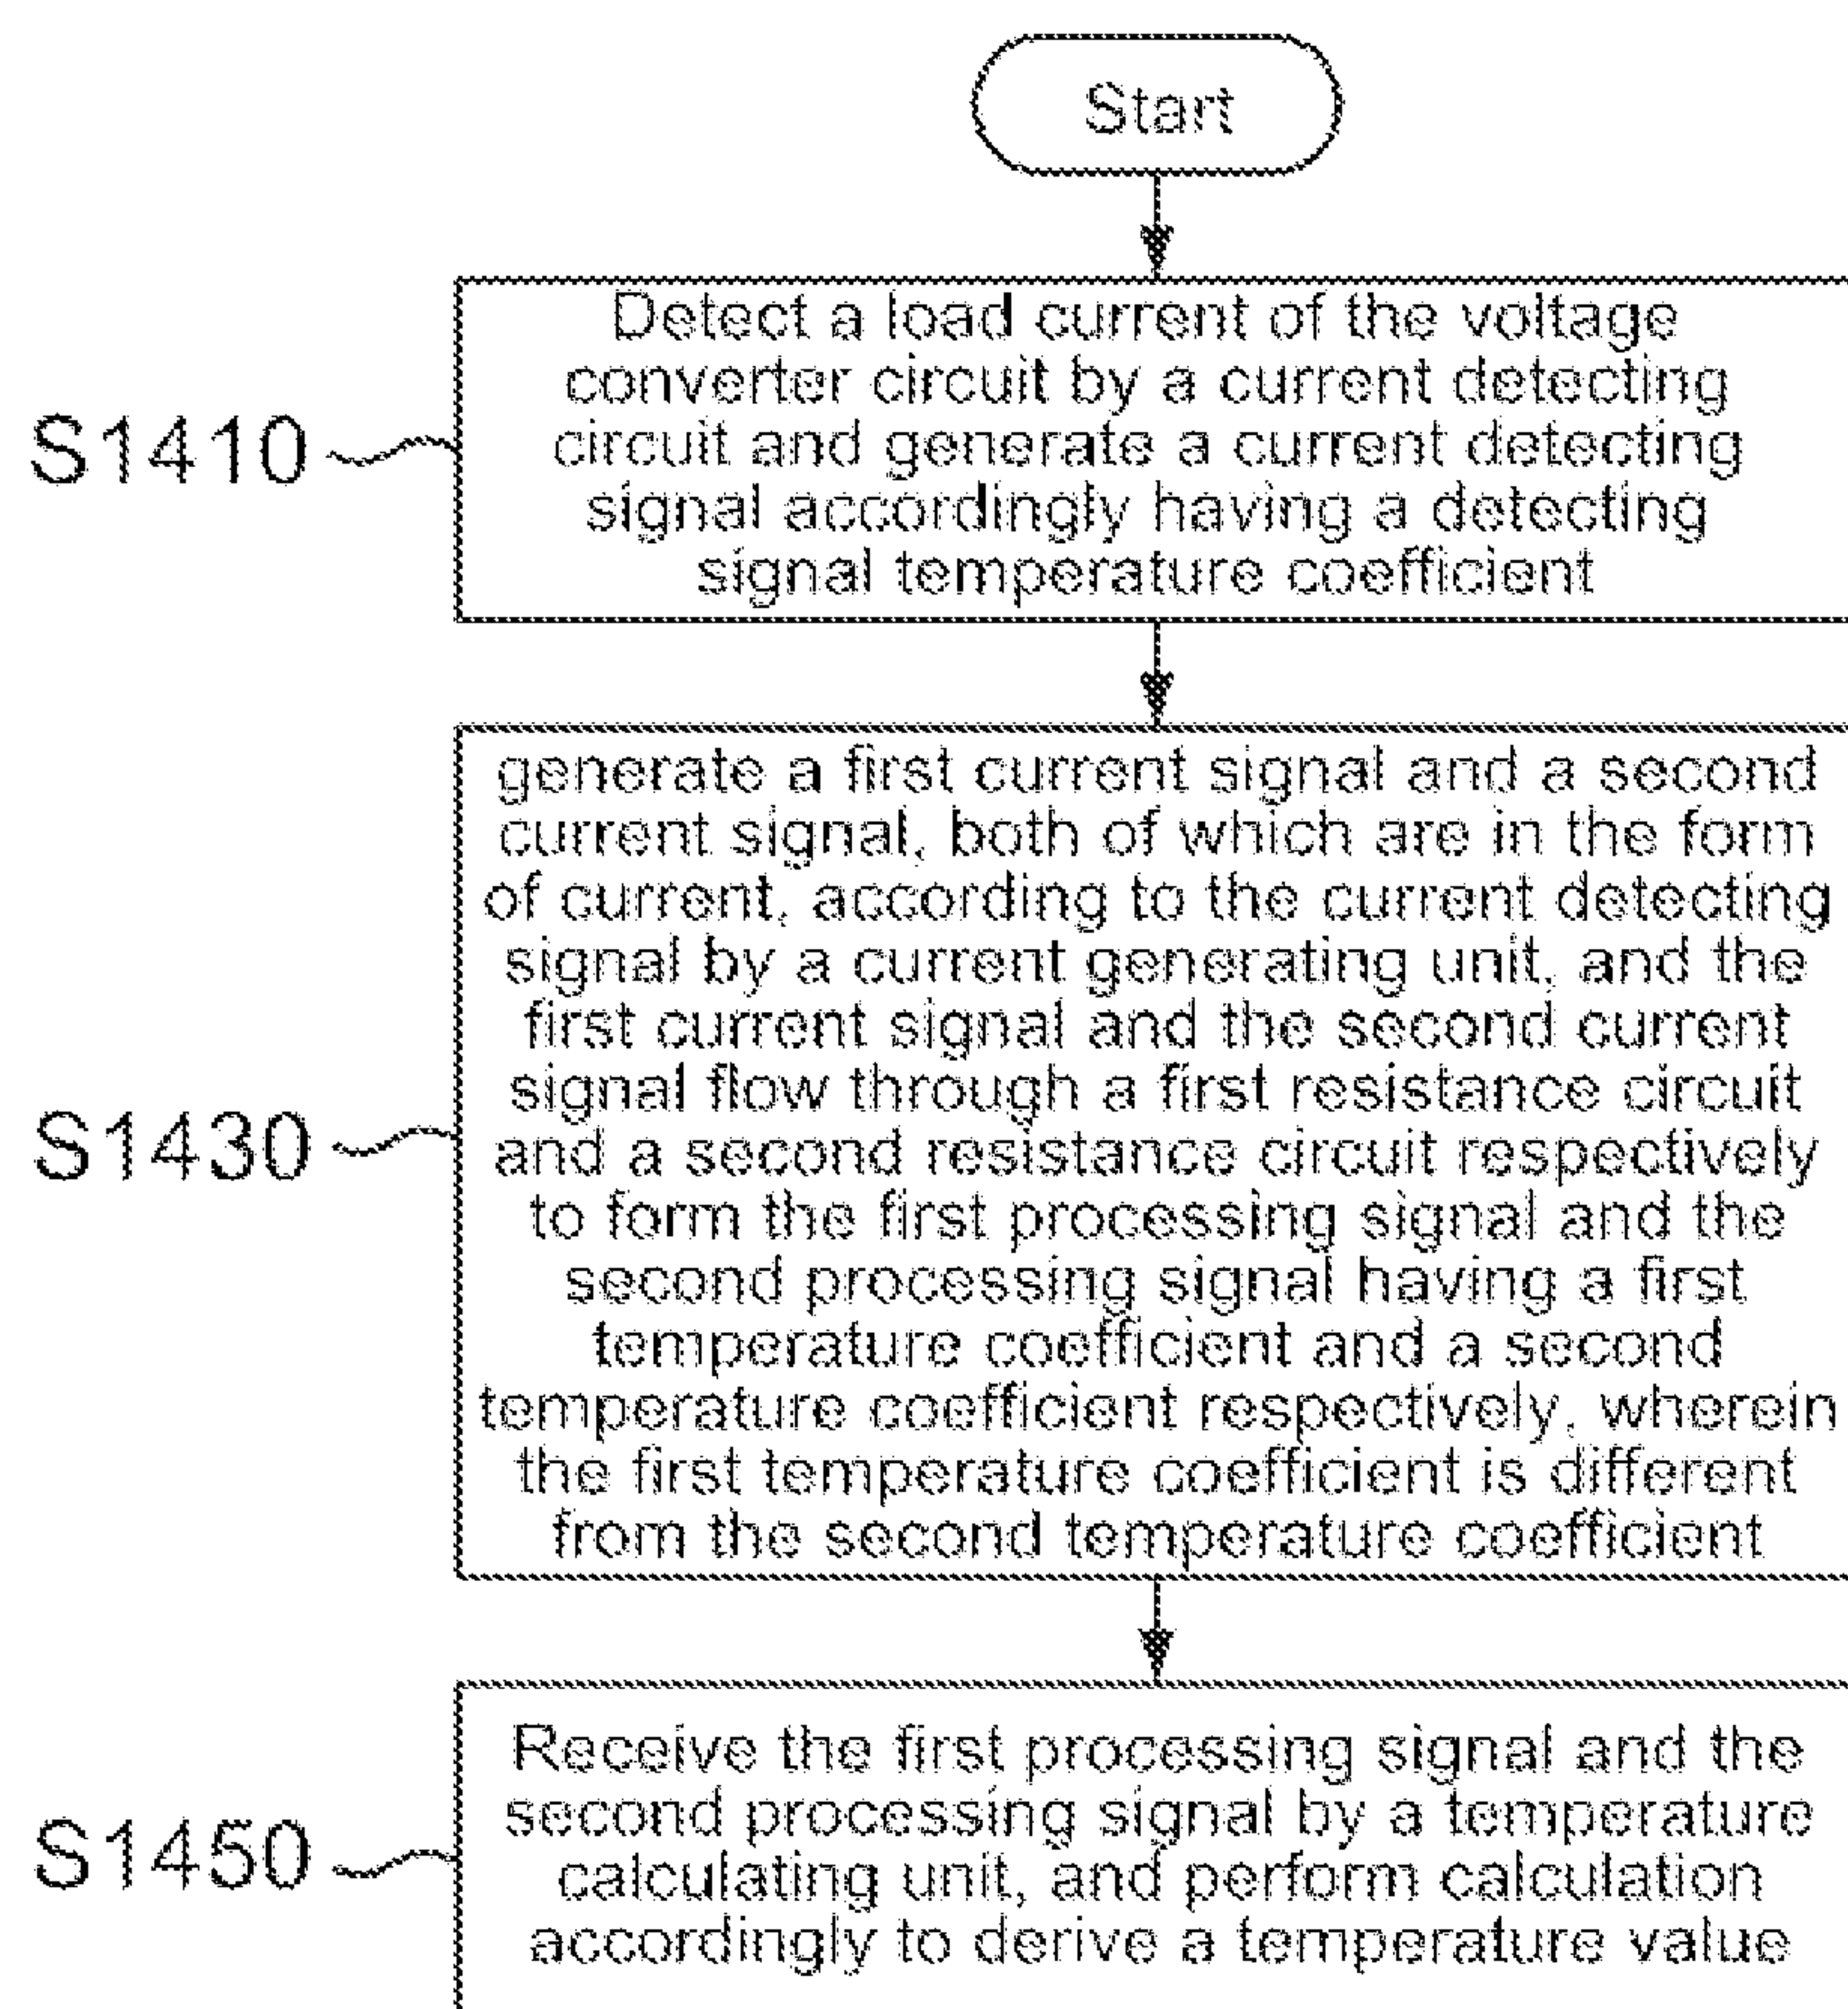 Start
Detect a load current of the voltage
converter circuit by a current detecting
circuit and generate a current detecting
signal accordingly having a detecting
signal temperature coefficient
S1410
generate a first current signal and a second
current signal, both of which are in the form
of current, according to the current detecting
signal by a current generating unit, and the
first current signal and the second current
signal flow through a first resistance circuit
and a second resistance circuit respectively
to form the first processing signal and the
second processing signal having a first
temperature coefficient and a second
temperature coefficient respectively, wherein
the first temperature coefficient is different
from the second temperature coefficient
S1430
Receive the first processing signal and the
second processing signal by a temperature
calculating unit, and perform calculation
accordingly to derive a temperature value
S1450